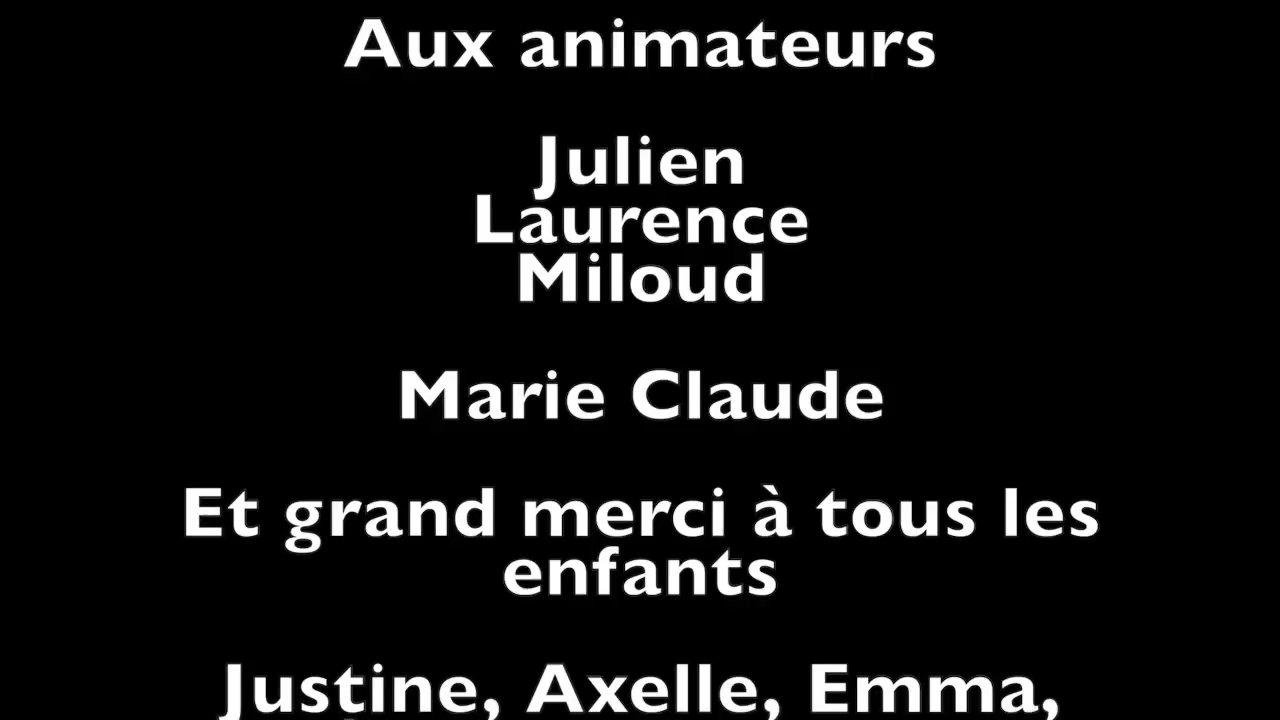 Aux animateurs
Julien
Laurence
Miloud
Marie Claude
Et grand merci à tous les
enfants
Justine, Axelle, Emma,